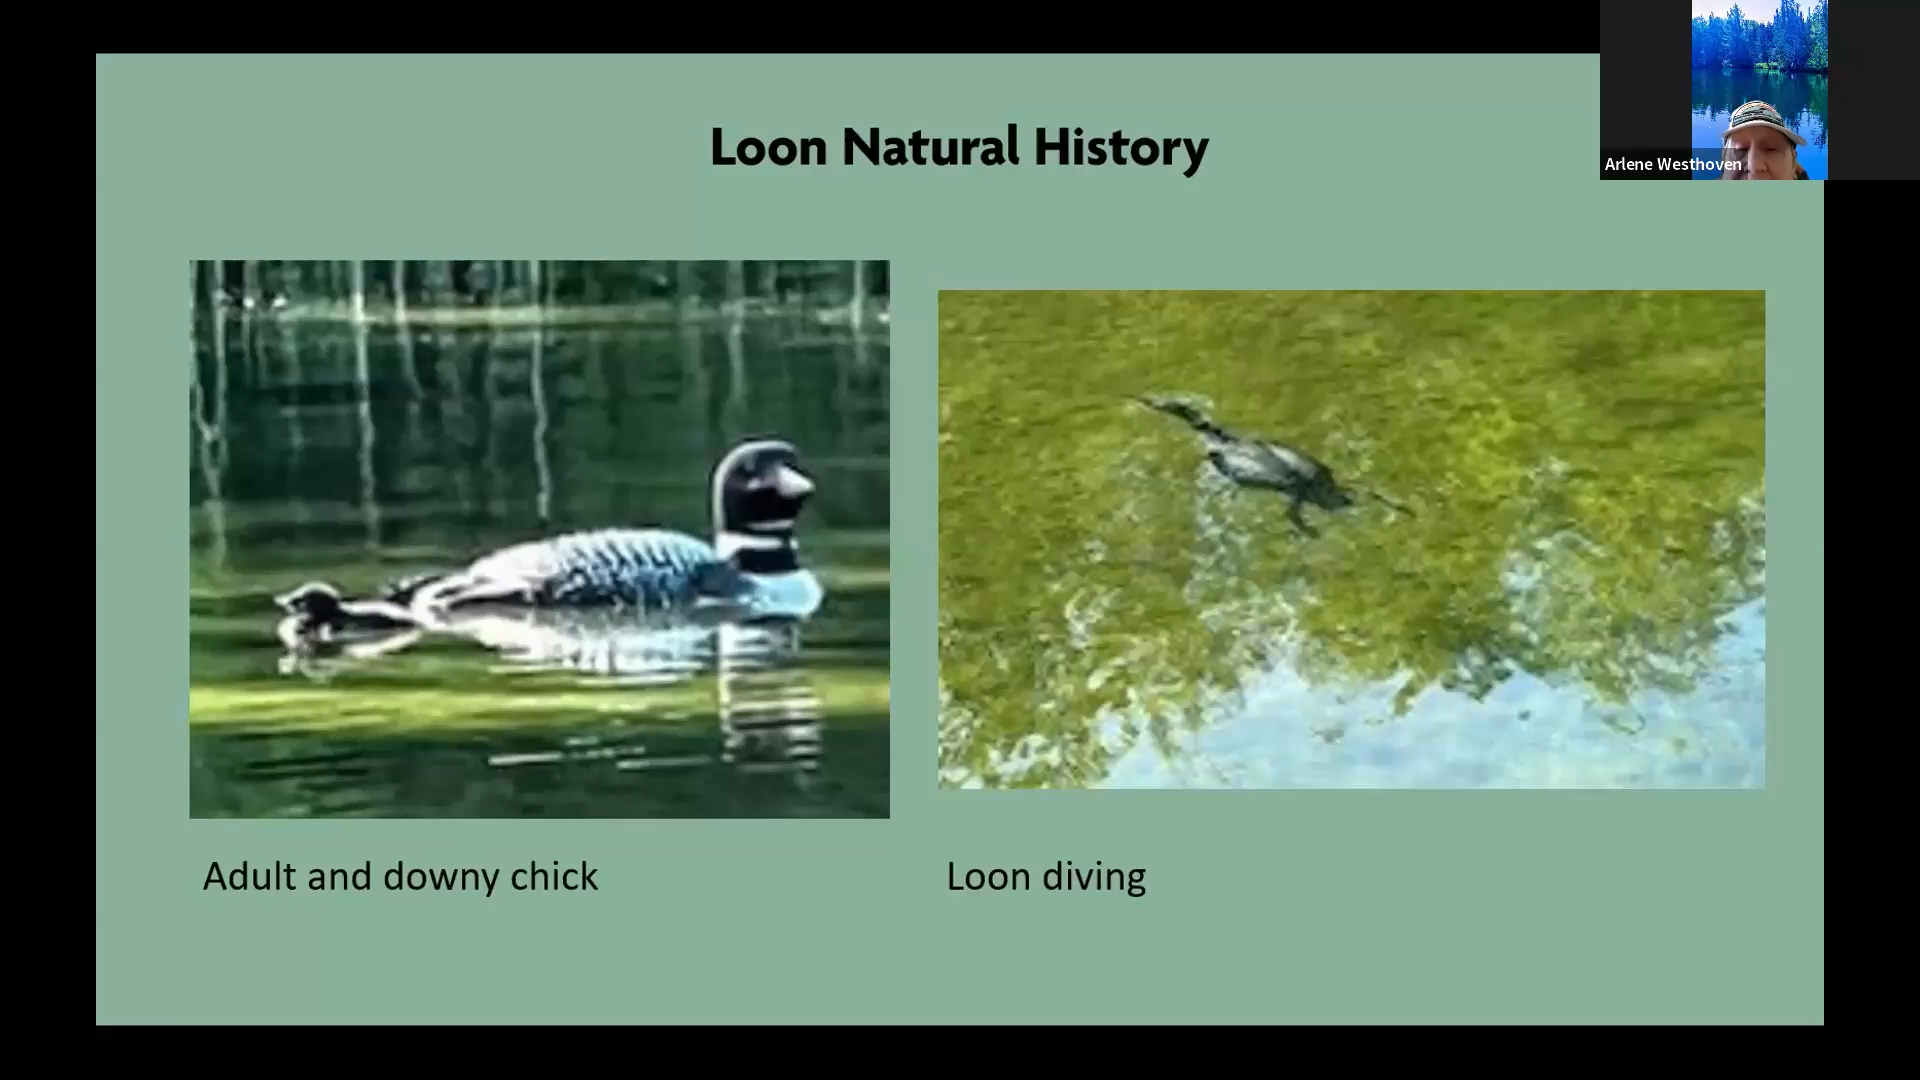 Loon Natural History
Arlene Westhoven
Adult and downy chick
Loon diving